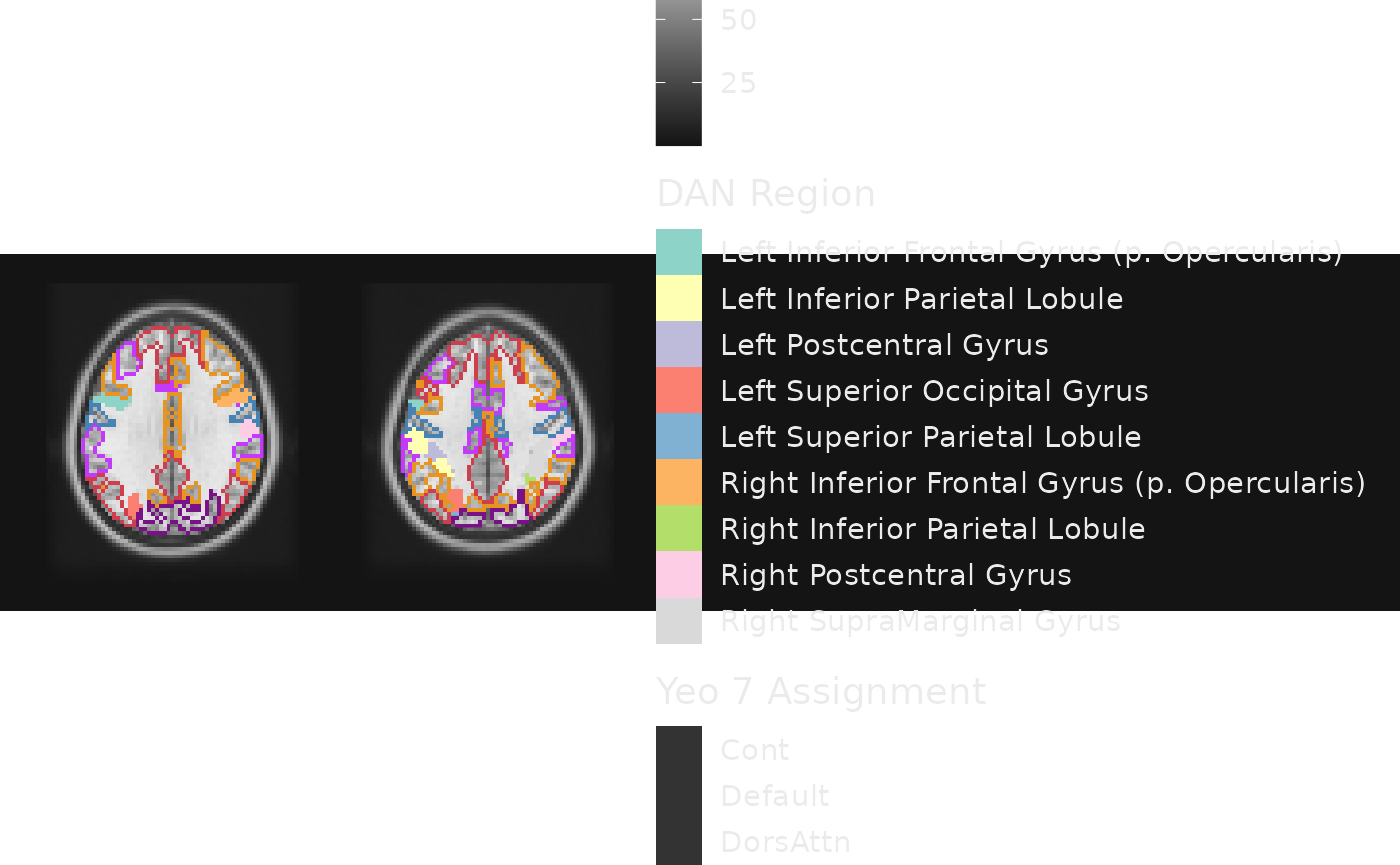 50
25
DAN Region
Left Inferior Frontal Gyrus (p. Opercularis)
Left Inferior Parietal Lobule
Left Postcentral Gyrus
Left Superior Occipital Gyrus
Left Superior Parietal Lobule
Right Inferior Frontal Gyrus (p. Opercularis)
Right Inferior Parietal Lobule
Right Postcentral Gyrus
Right SupraMarginal Gyrus
Yeo 7 Assignment
Cont
Default
DorsAttn